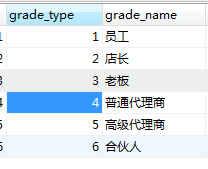 grade_type grade_name
1 1 员工
2 2 店长
3 3 老板
4 4 普通代理商
5 5 高级代理商
6 6 合伙人